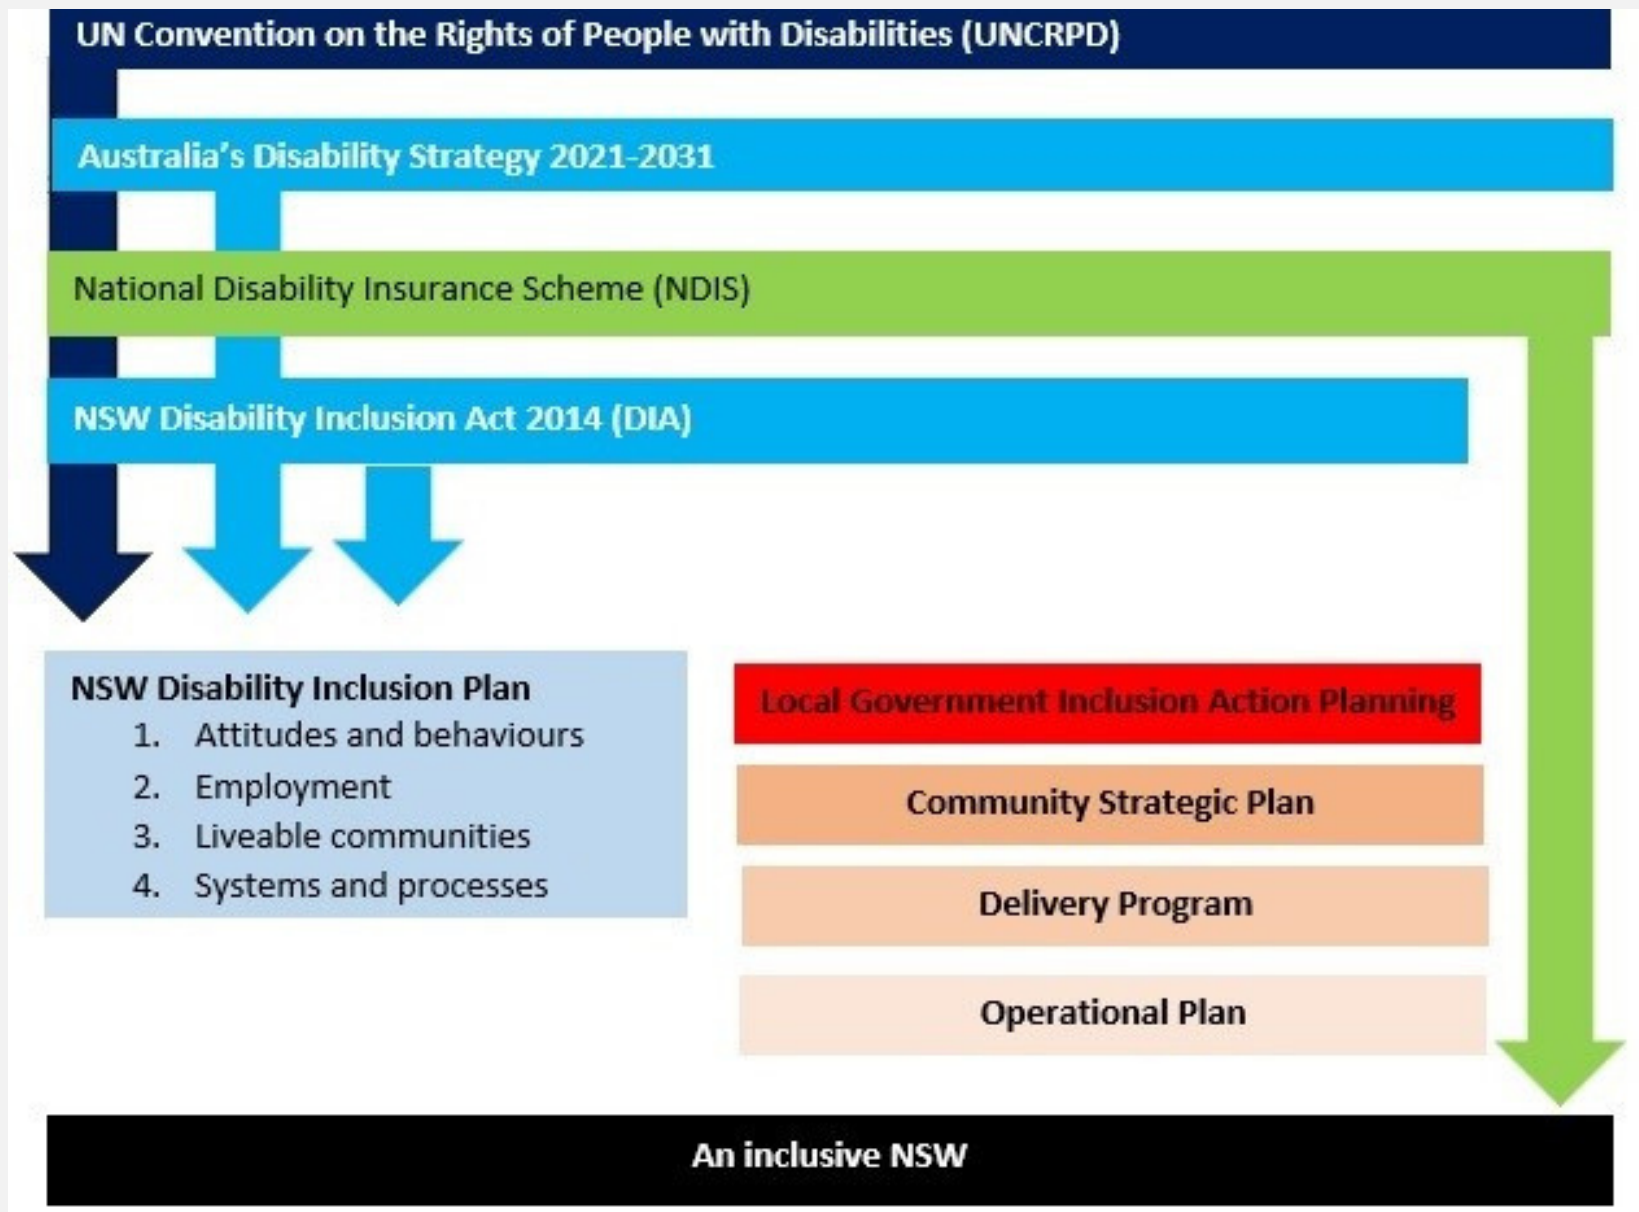 UN Convention on the Rights of People with Disabilities (UNCRPD)
Australia's Disability Strategy 2021-2031
National Disability Insurance Scheme (NDIS)
NSW Disability Inclusion Act 2014 (DIA)
NSW Disability Inclusion Plan
1. Attitudes and behaviours
2. Employment
3. Liveable communities
4. Systems and processes
Local Government Inclusion Action Planning
Community Strategic Plan
Delivery Program
Operational Plan
An inclusive NSW